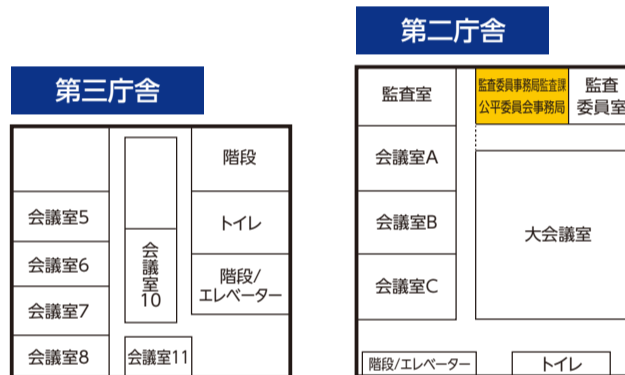 第三庁舎
階段
会議室5
トイレ
会議室6
会議室10
階段/
エレベーター
会議室7
会議室8
会議室11
第二庁舎
監査室
監査委員事務局監査課
公平委員会事務局
監査
委員室
会議室A
会議室B
大会議室
会議室C
階段/エレベーター
トイレ